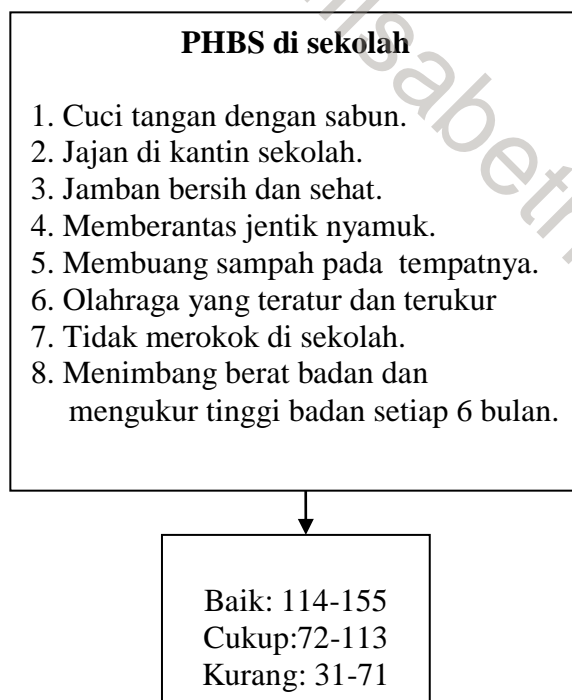 PHBS di sekolah
1. Cuci tangan dengan sabun.
2. Jajan di kantin sekolah.
3. Jamban bersih dan sehat.
4. Memberantas jentik nyamuk.
5. Membuang sampah pada tempatnya.
6. Olahraga yang teratur dan terukur
7. Tidak merokok di sekolah.
8. Menimbang berat badan dan
mengukur tinggi badan setiap 6 bulan.
Baik: 114-155
Cukup:72-113
Kurang: 31-71